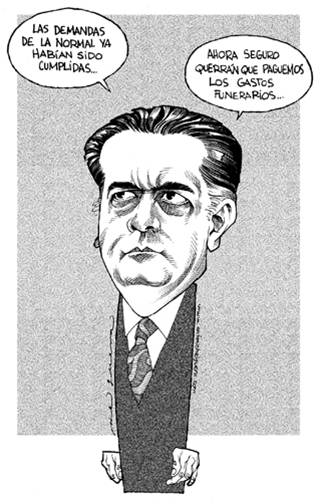 LAS DEMANDAS
DE LA NORMAL YA
HABÍAN SIDO
CUMPLIDAS...
AHORA SEGURO
QUERRÁN QUE PAGUEMOS
LOS GASTOS
FUNERARIOS...